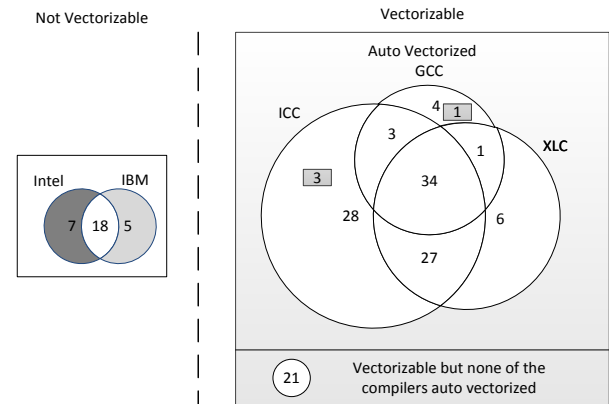 Not Vectorizable
Vectorizable
Auto Vectorized
GCC
ICC
XLC
4
1
3
1
3
34
28
6
27
Intel
IBM
7
18
5
21
Vectorizable but none of the
compilers auto vectorized